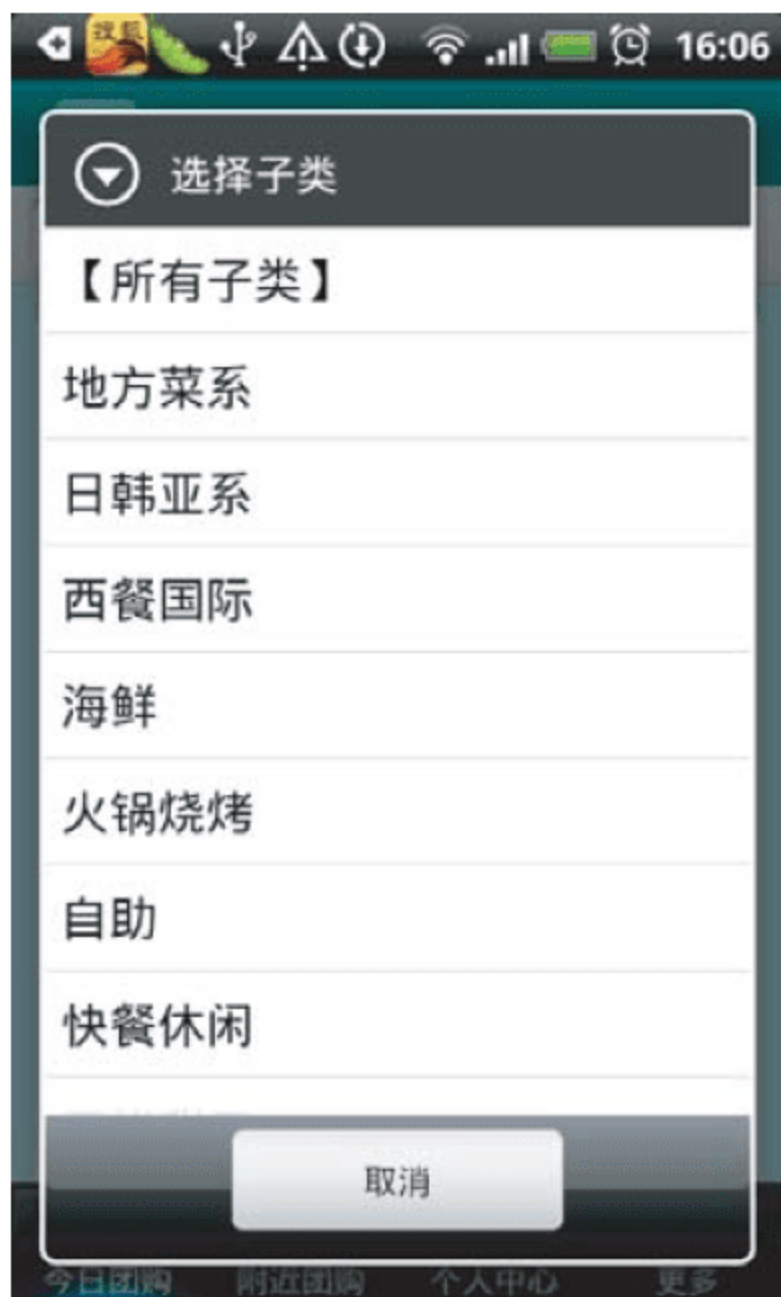 搜狐
16:06
选择子类
【所有子类】
地方菜系
日韩亚系
西餐国际
海鲜
火锅烧烤
自助
快餐休闲
取消
今日团购 附近团购 个人中心 更多